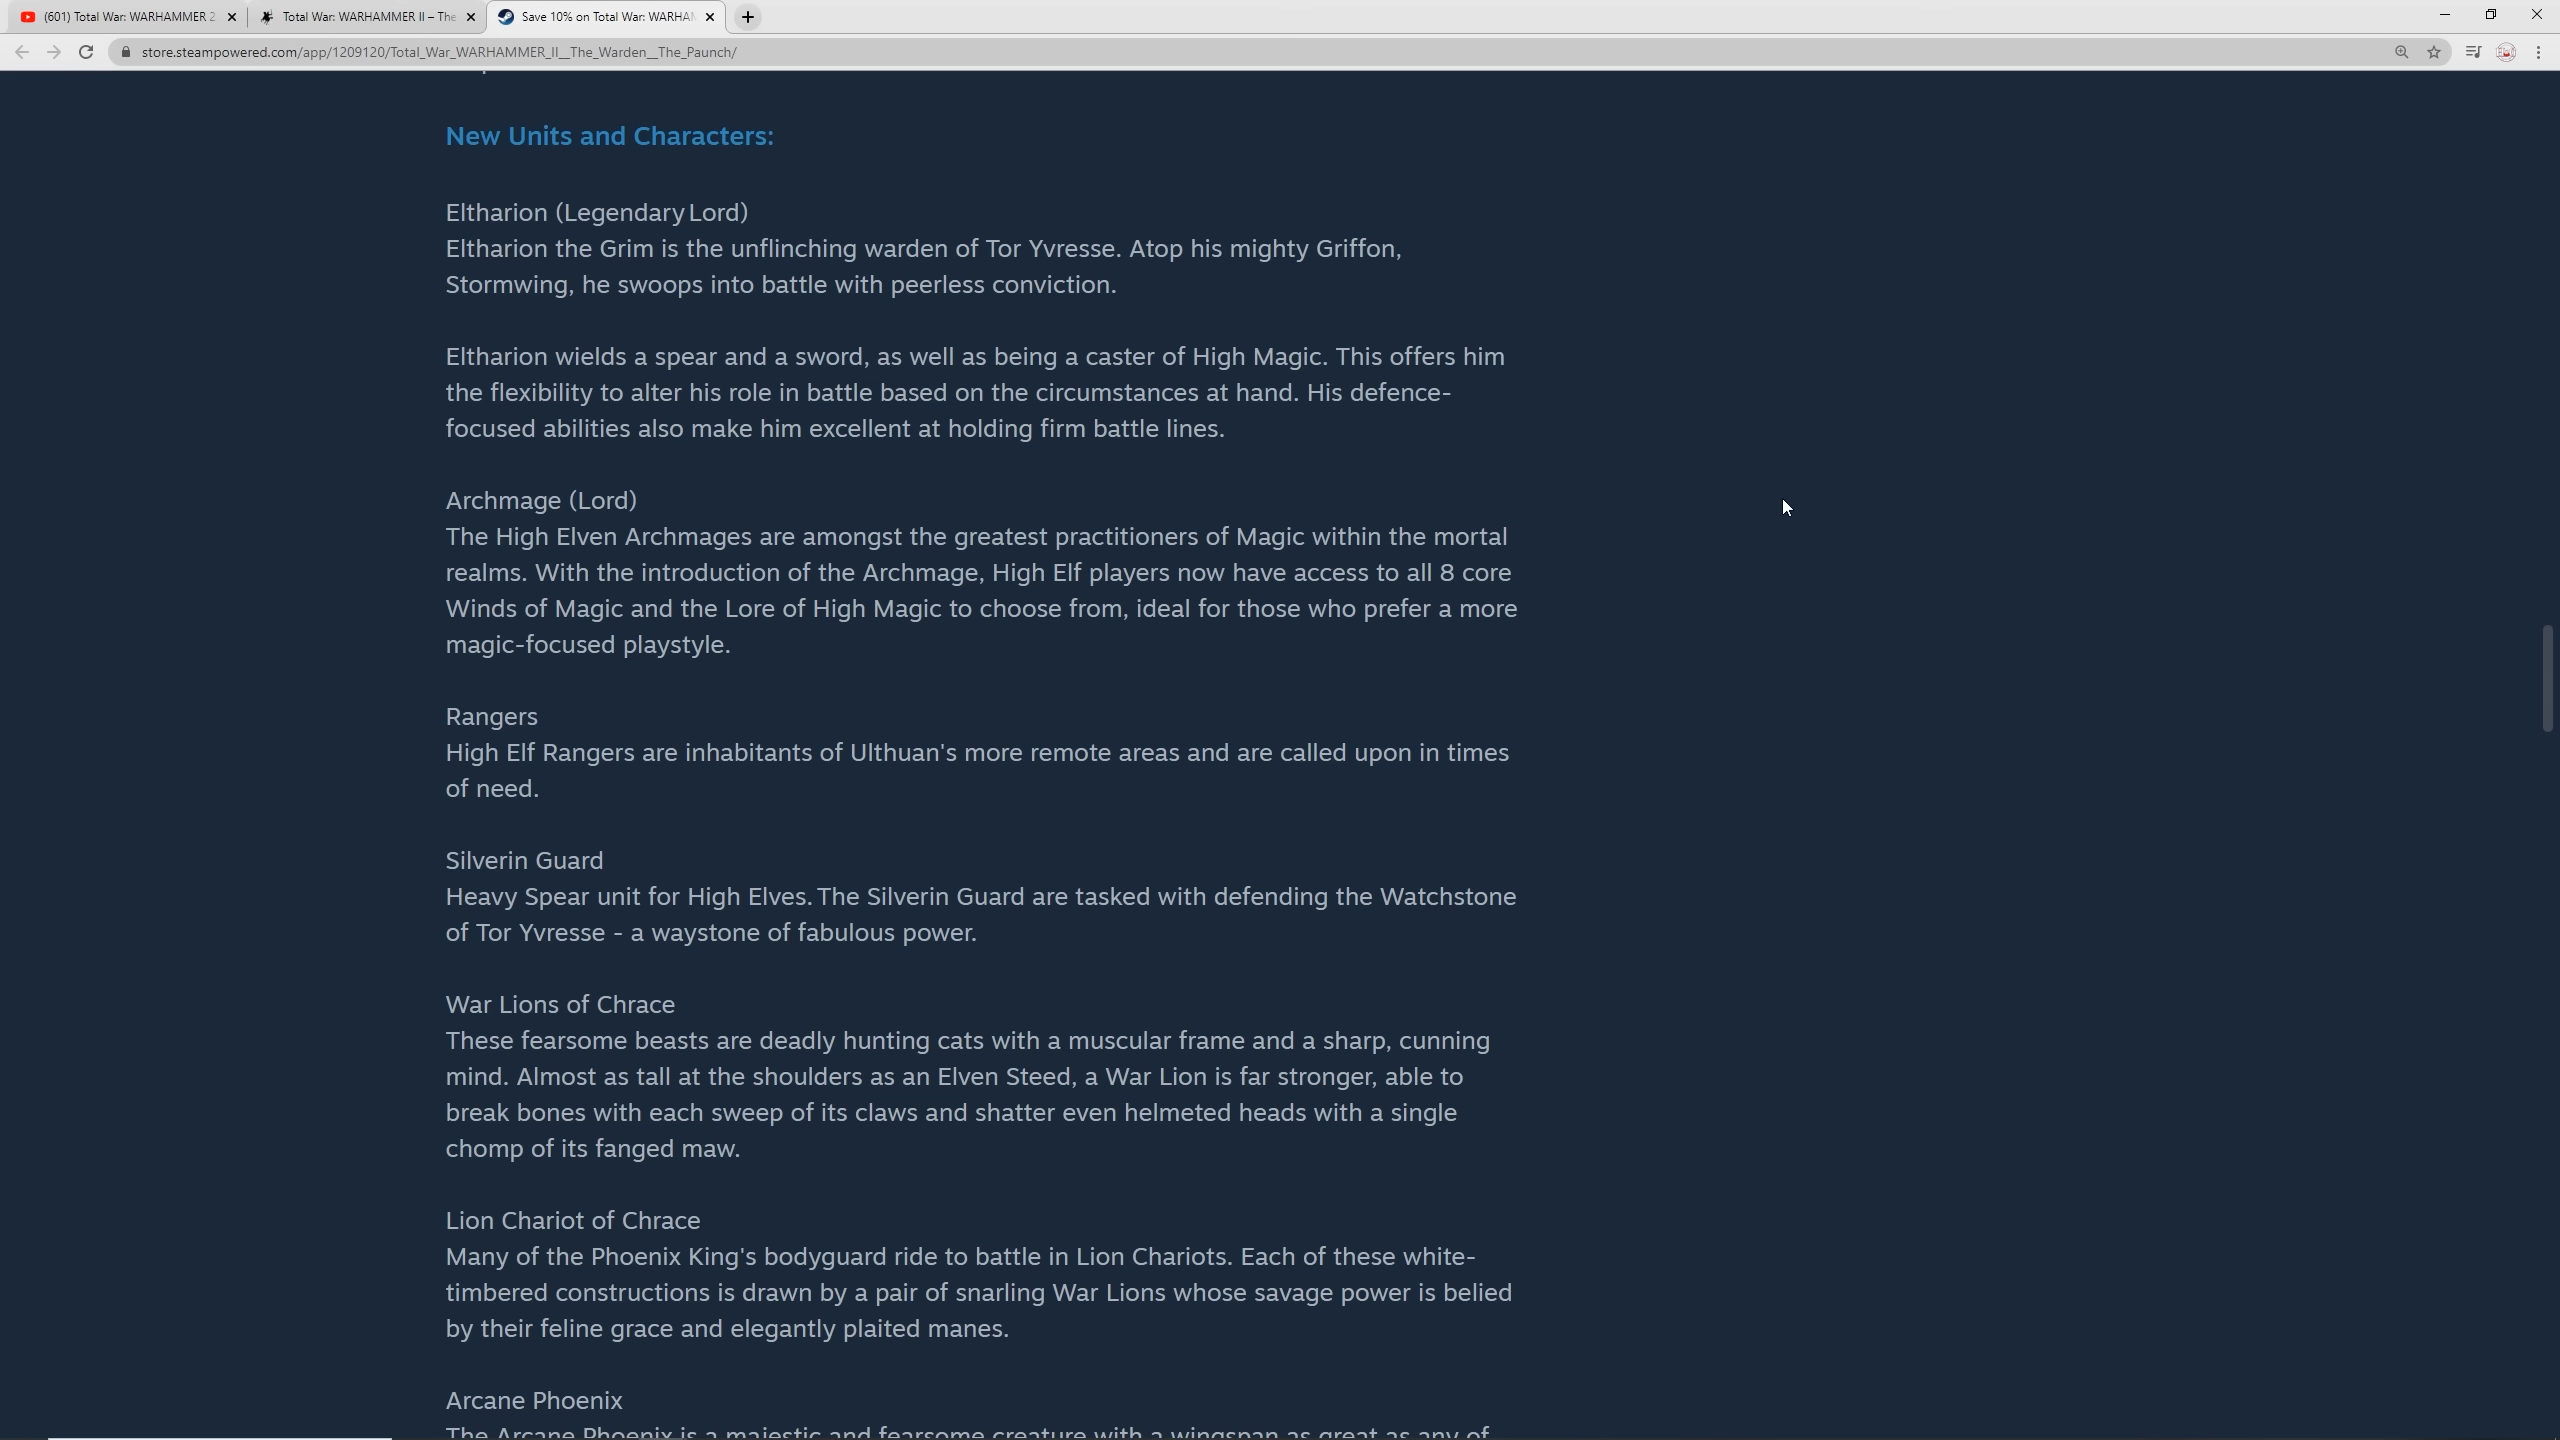 (601) Total War: WARHAMMER 2
Total War: WARHAMMER II – The
Save 10% on Total War: WARHA
store.steampowered.com/app/1209120/Total_War_WARHAMMER_II__The_Warden__The_Paunch/
New Units and Characters:
Eltharion (Legendary Lord)
Eltharion the Grim is the unflinching warden of Tor Yvresse. Atop his mighty Griffon,
Stormwing, he swoops into battle with peerless conviction.
Eltharion wields a spear and a sword, as well as being a caster of High Magic. This offers him
the flexibility to alter his role in battle based on the circumstances at hand. His defence-
focused abilities also make him excellent at holding firm battle lines.
Archmage (Lord)
The High Elven Archmages are amongst the greatest practitioners of Magic within the mortal
realms. With the introduction of the Archmage, High Elf players now have access to all 8 core
Winds of Magic and the Lore of High Magic to choose from, ideal for those who prefer a more
magic-focused playstyle.
Rangers
High Elf Rangers are inhabitants of Ulthuan's more remote areas and are called upon in times
of need.
Silverin Guard
Heavy Spear unit for High Elves. The Silverin Guard are tasked with defending the Watchstone
of Tor Yvresse - a waystone of fabulous power.
War Lions of Chrace
These fearsome beasts are deadly hunting cats with a muscular frame and a sharp, cunning
mind. Almost as tall at the shoulders as an Elven Steed, a War Lion is far stronger, able to
break bones with each sweep of its claws and shatter even helmeted heads with a single
chomp of its fanged maw.
Lion Chariot of Chrace
Many of the Phoenix King's bodyguard ride to battle in Lion Chariots. Each of these white-
timbered constructions is drawn by a pair of snarling War Lions whose savage power is belied
by their feline grace and elegantly plaited manes.
Arcane Phoenix
The Arcane Phoenix is a majestic and fearsome creature with a wingspan as great as any of